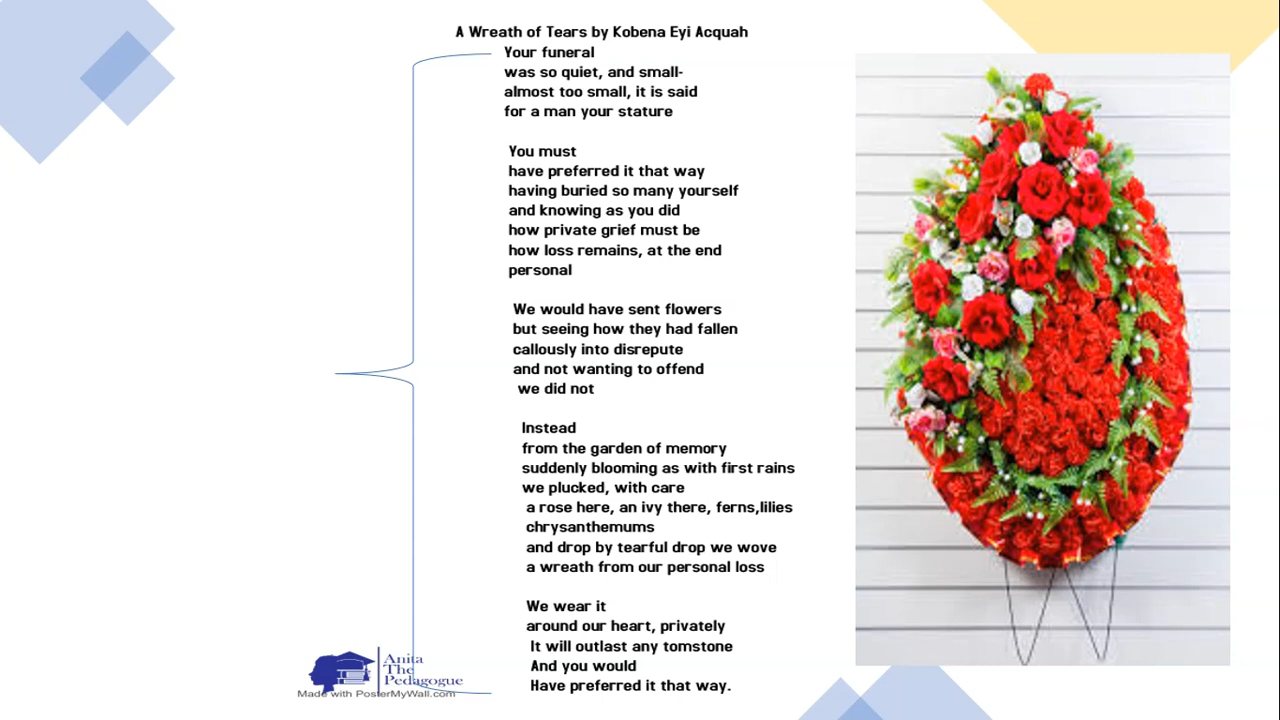 A Wreath of Tears by Kobena Eyi Acquah
Your funeral
was so quiet, and small-
almost too small, it is said
for a man your stature
You must
have preferred it that way
having buried so many yourself
and knowing as you did
how private grief must be
how loss remains, at the end
personal
We would have sent flowers
but seeing how they had fallen
callously into disrepute
and not wanting to offend
we did not
Instead
from the garden of memory
suddenly blooming as with first rains
we plucked, with care
a rose here, an ivy there, ferns,lilies
chrysanthemums
and drop by tearful drop we wove
a wreath from our personal loss
We wear it
around our heart, privately
It will outlast any tomstone
And you would
Have preferred it that way.
Anita
The
Pedagogue
Made with PosterMyWall.com